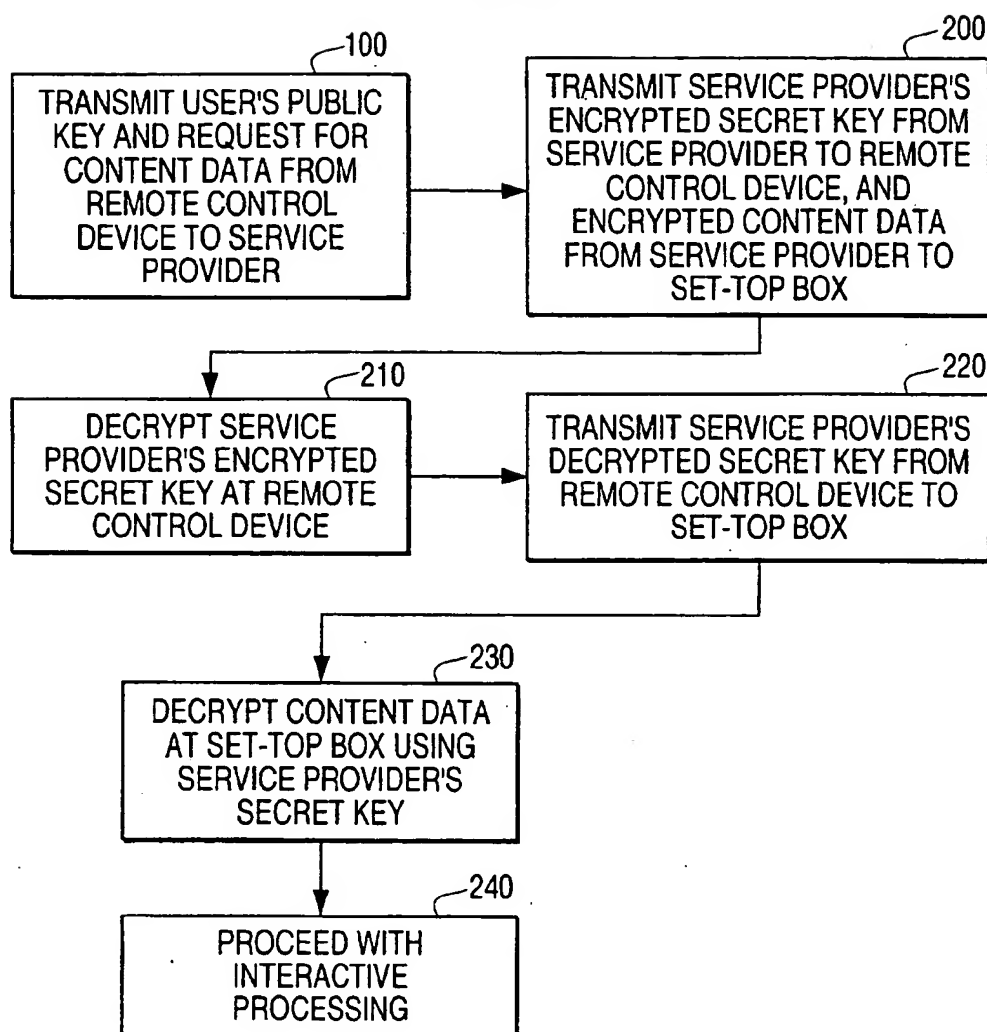 100
TRANSMIT USER'S PUBLIC
KEY AND REQUEST FOR
CONTENT DATA FROM
REMOTE CONTROL
DEVICE TO SERVICE
PROVIDER
200
TRANSMIT SERVICE PROVIDER'S
ENCRYPTED SECRET KEY FROM
SERVICE PROVIDER TO REMOTE
CONTROL DEVICE, AND
ENCRYPTED CONTENT DATA
FROM SERVICE PROVIDER TO
SET-TOP BOX
210
DECRYPT SERVICE
PROVIDER'S ENCRYPTED
SECRET KEY AT REMOTE
CONTROL DEVICE
220
TRANSMIT SERVICE PROVIDER'S
DECRYPTED SECRET KEY FROM
REMOTE CONTROL DEVICE TO
SET-TOP BOX
230
DECRYPT CONTENT DATA
AT SET-TOP BOX USING
SERVICE PROVIDER'S
SECRET KEY
240
PROCEED WITH
INTERACTIVE
PROCESSING